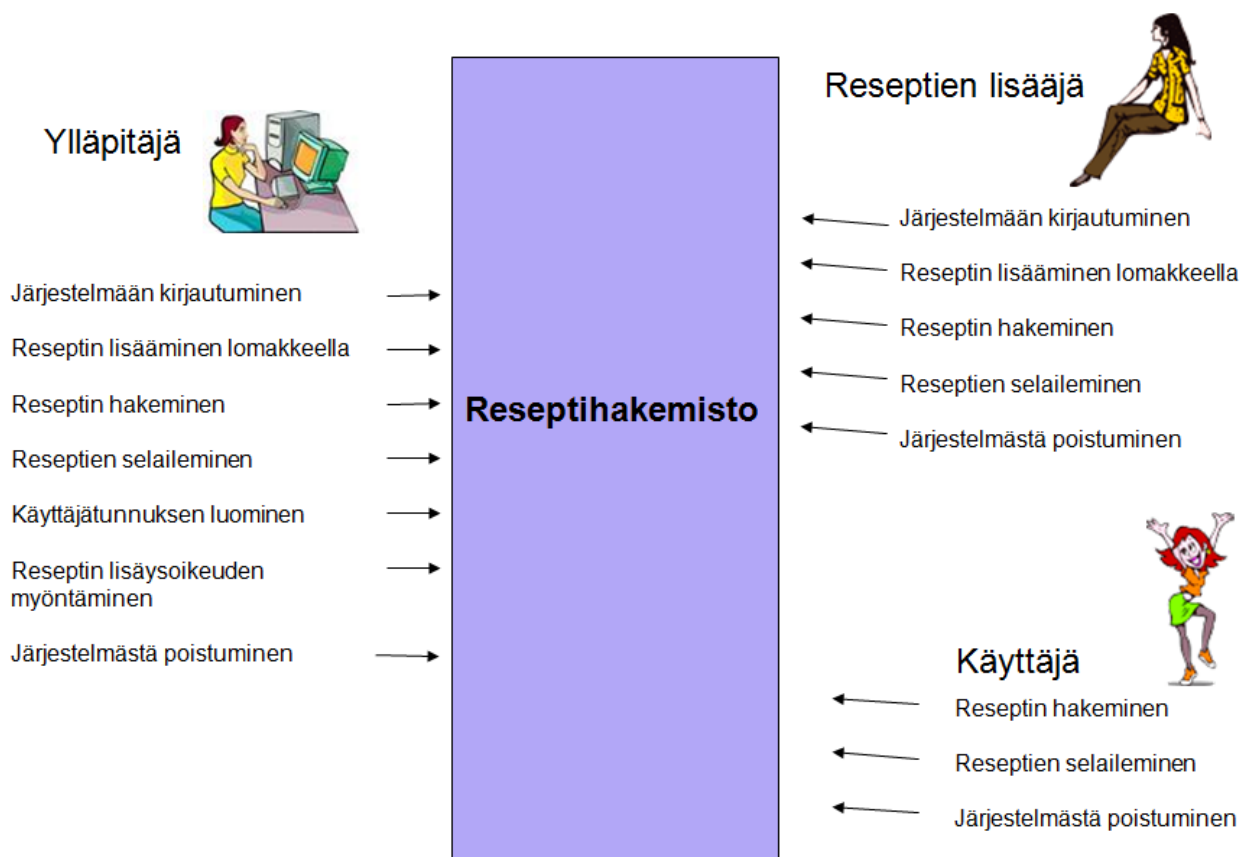 Ylläpitäjä
Järjestelmään kirjautuminen
Reseptin lisääminen lomakkeella
Reseptin hakeminen
Reseptien selaileminen
Käyttäjätunnuksen luominen
Reseptin lisäysoikeuden
myöntäminen
Järjestelmästä poistuminen
Reseptihakemisto
Reseptien lisääjä
Järjestelmään kirjautuminen
Reseptin lisääminen lomakkeella
Reseptin hakeminen
Reseptien selaileminen
Järjestelmästä poistuminen
Käyttäjä
Reseptin hakeminen
Reseptien selaileminen
Järjestelmästä poistuminen